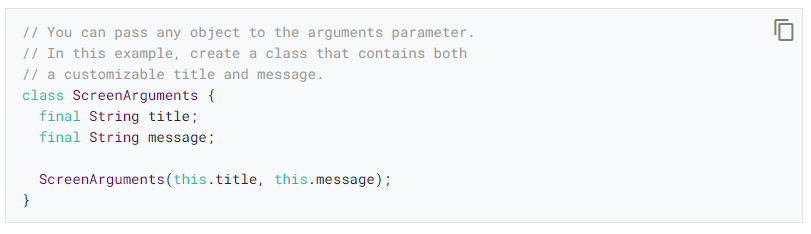 // You can pass any object to the arguments parameter.
// In this example, create a class that contains both
// a customizable title and message.
class ScreenArguments {
  final String title;
  final String message;

  ScreenArguments(this.title, this.message);
}